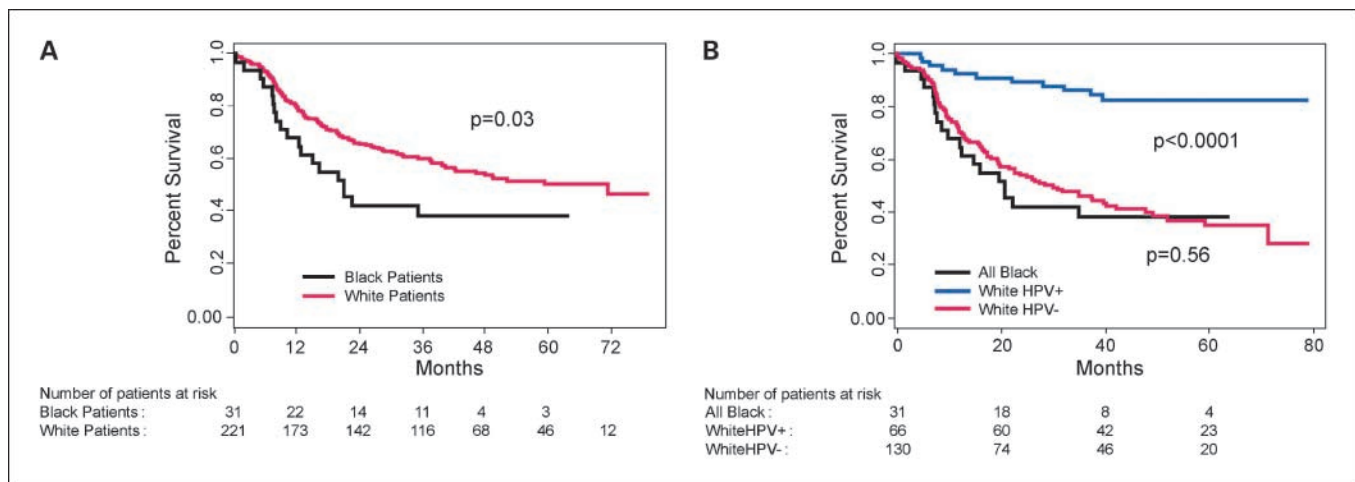 A
Percent Survival
1.0
0.8
0.6
0.4
0.2
0.00
p=0.03
Black Patients
White Patients
0 12 24 36 48 60 72
Months
Number of patients at risk
Black Patients : 31 22 14 11 4 3
White Patients : 221 173 142 116 68 46 12
B
Percent Survival
1.0
0.8
0.6
0.4
0.2
0.00
p<0.0001
p=0.56
All Black
White HPV+
White HPV-
0 20 40 60 80
Months
Number of patients at risk
All Black : 31 18 8 4
WhiteHPV+ : 66 60 42 23
WhiteHPV- : 130 74 46 20